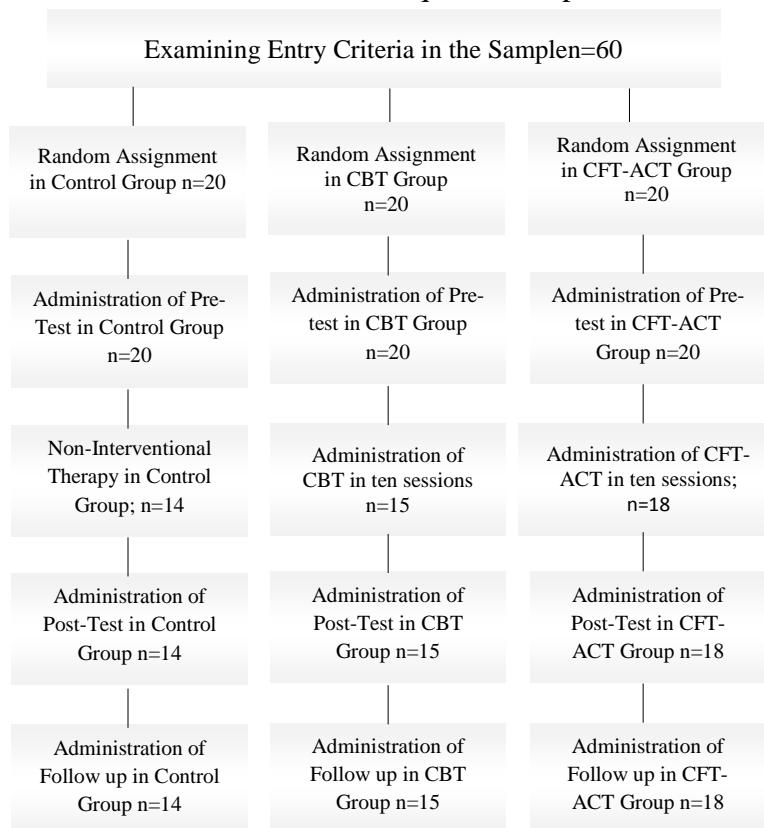 Examining Entry Criteria in the Samplen=60
Random Assignment
in Control Group n=20
Random Assignment
in CBT Group
n=20
Random Assignment
in CFT-ACT Group
n=20
Administration of Pre-
Test in Control Group
n=20
Administration of Pre-
test in CBT Group
n=20
Administration of Pre-
test in CFT-ACT
Group n=20
Non-Interventional
Therapy in Control
Group; n=14
Administration of
CBT in ten sessions
n=15
Administration of CFT-
ACT in ten sessions;
n=18
Administration of
Post-Test in Control
Group n=14
Administration of
Post-Test in CBT
Group n=15
Administration of
Post-Test in CFT-
ACT Group n=18
Administration of
Follow up in Control
Group n=14
Administration of
Follow up in CBT
Group n=15
Administration of
Follow up in CFT-
ACT Group n=18